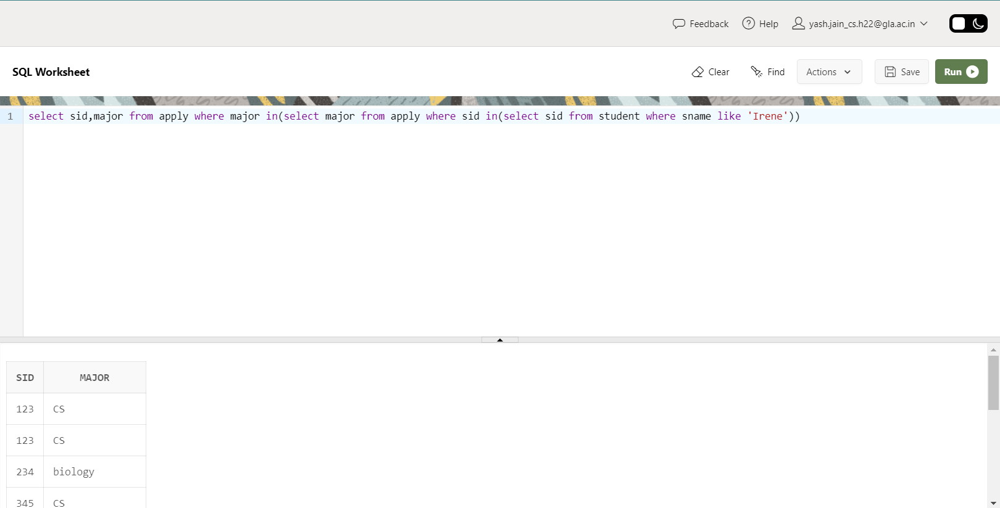 Feedback Help yash.jain_cs.h22@gla.ac.in
SQL Worksheet Clear Find Actions Save Run
1 select sid,major from apply where major in(select major from apply where sid in(select sid from student where sname like 'Irene'))
SID MAJOR
123 CS
123 CS
234 biology
345 CS